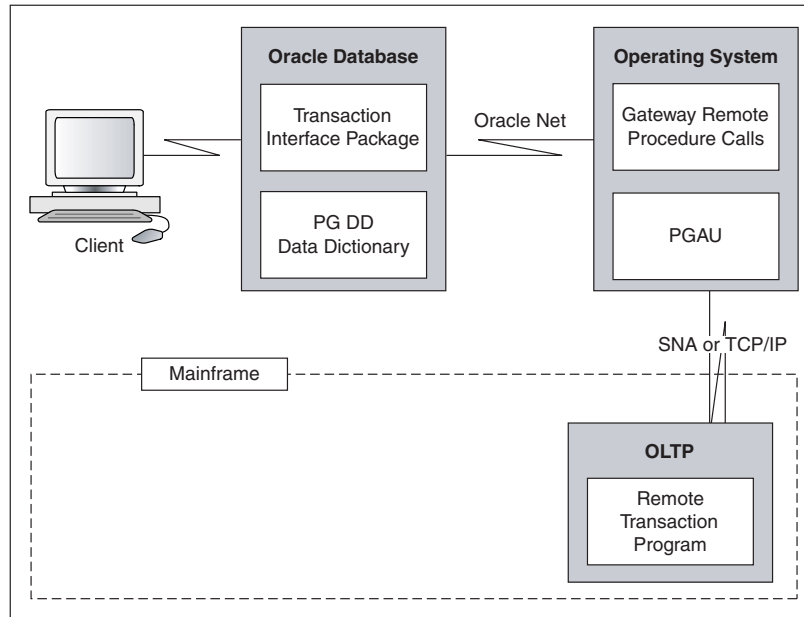 Oracle Database
Transaction
Interface Package
PG DD
Data Dictionary
Client
Oracle Net
Operating System
Gateway Remote
Procedure Calls
PGAU
SNA or TCP/IP
Mainframe
OLTP
Remote
Transaction
Program